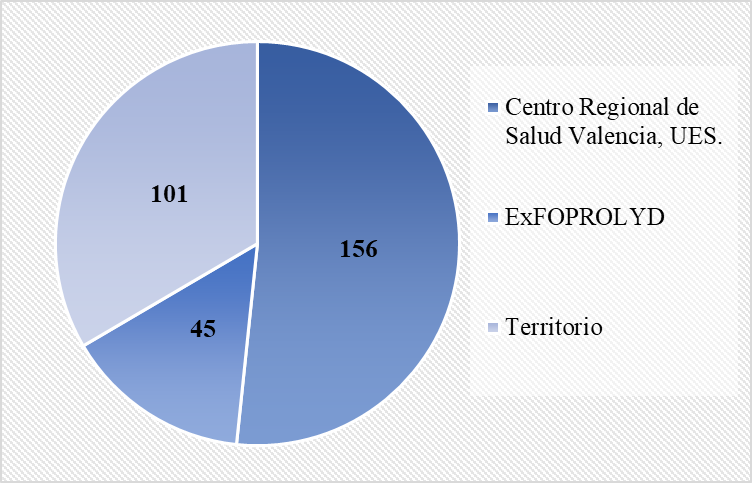 101
156
45
Centro Regional de
Salud Valencia, UES.
ExFOPROLYD
Territorio